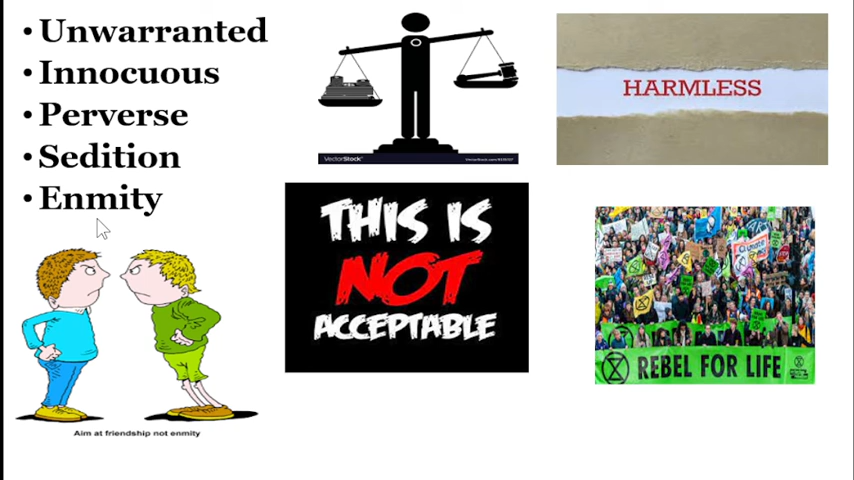 • Unwarranted
• Innocuous
• Perverse
• Sedition
• Enmity
VectorStock®
HARMLESS
THIS IS
NOT
ACCEPTABLE
Climate
REBEL FOR LIFE
Aim at friendship not enmity